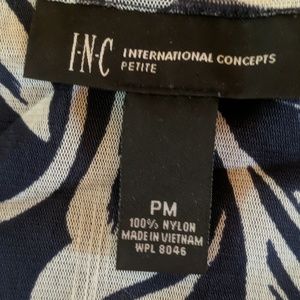 I·N·C INTERNATIONAL CONCEPTS
PETITE
PM
100% NYLON
MADE IN VIETNAM
WPL 8046